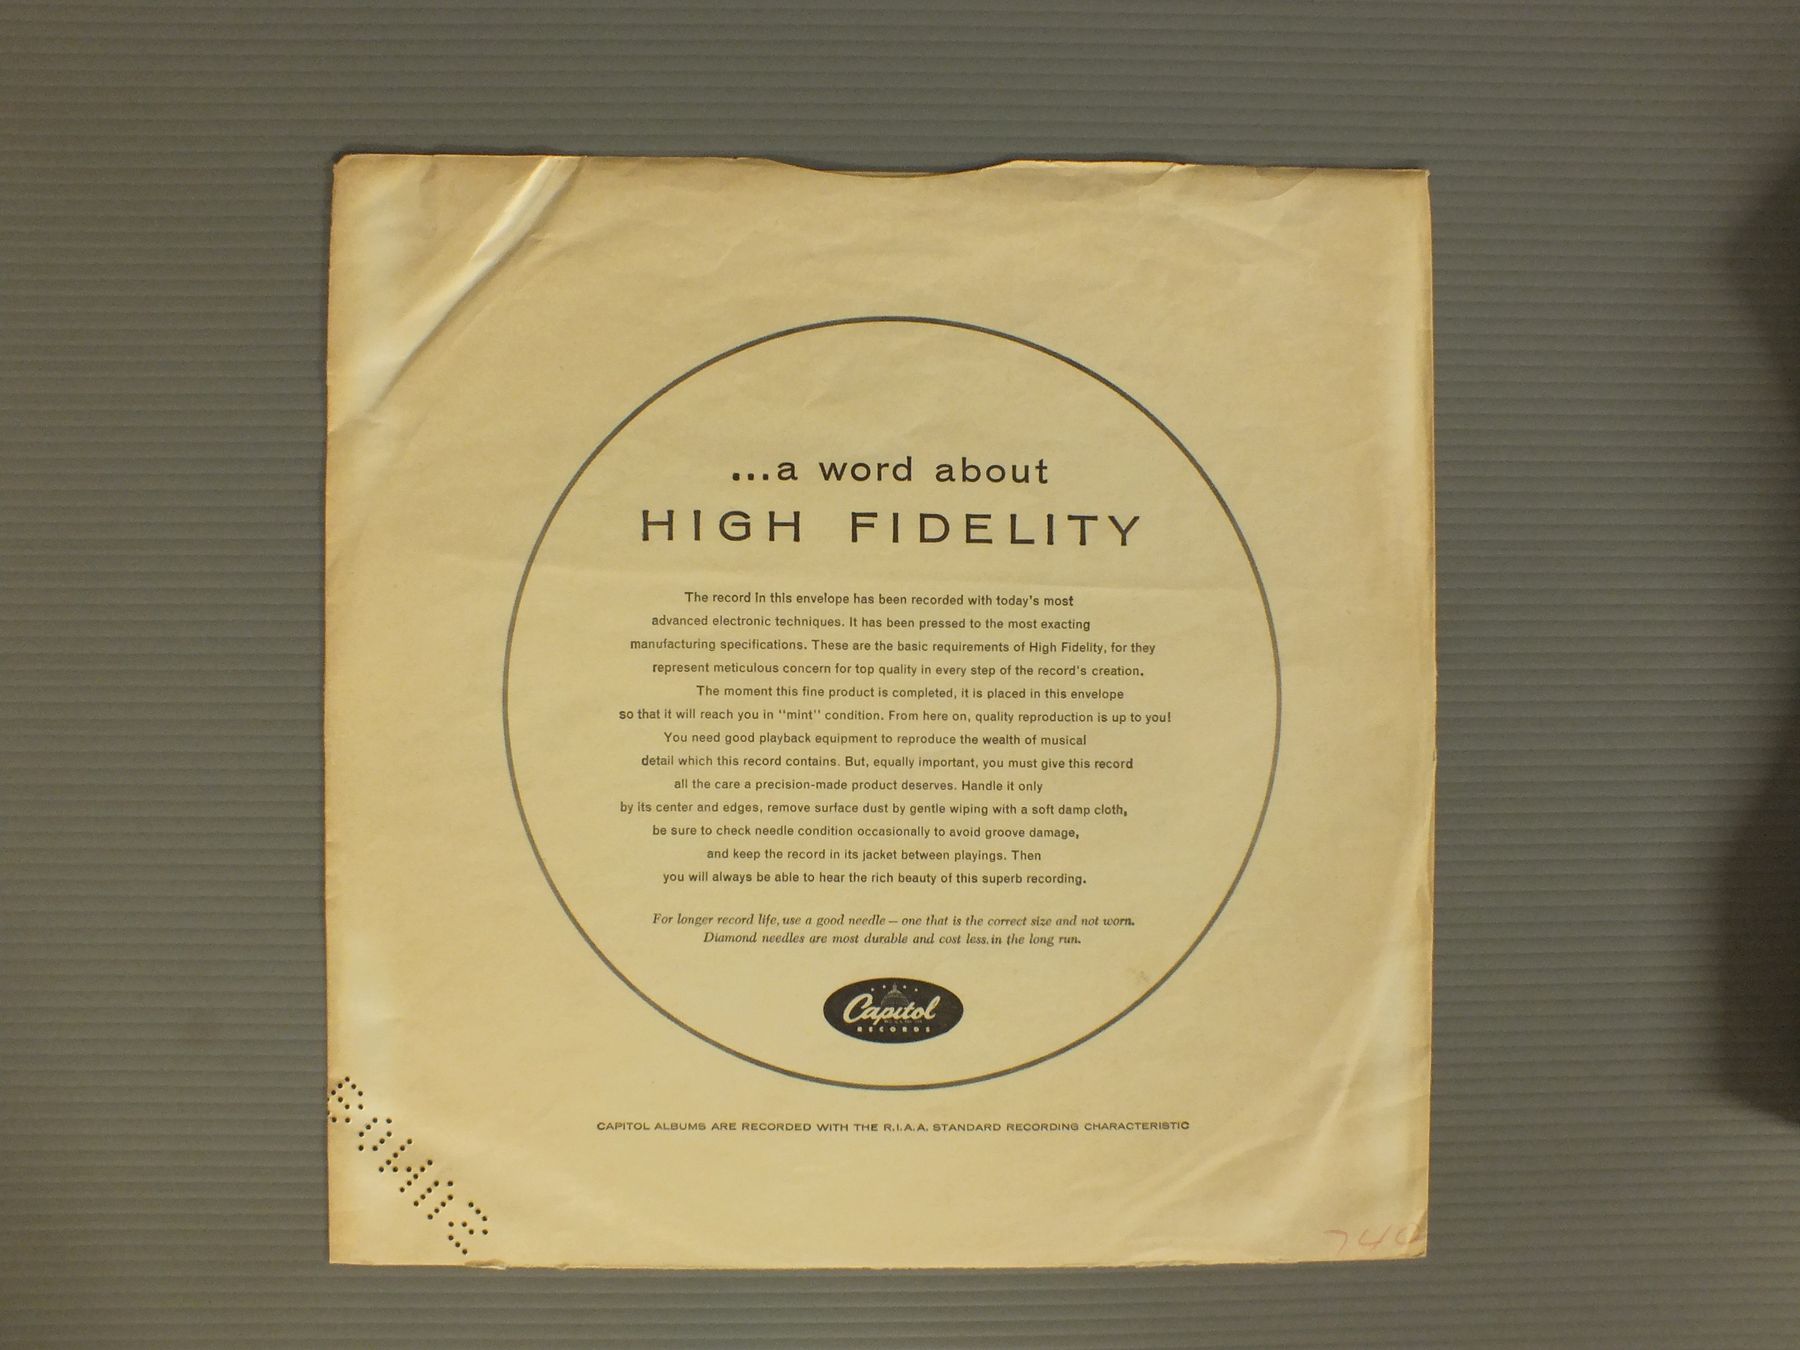 ...a word about
HIGH FIDELITY
The record in this envelope has been recorded with today's most
advanced electronic techniques. It has been pressed to the most exacting
manufacturing specifications. These are the basic requirements of High Fidelity, for they
represent meticulous concern for top quality in every step of the record's creation.
The moment this fine product is completed, it is placed in this envelope
so that it will reach you in "mint" condition. From here on, quality reproduction is up to you!
You need good playback equipment to reproduce the wealth of musical
detail which this record contains. But, equally important, you must give this record
all the care a precision-made product deserves. Handle it only
by its center and edges, remove surface dust by gentle wiping with a soft damp cloth,
be sure to check needle condition occasionally to avoid groove damage,
and keep the record in its jacket between playings. Then
you will always be able to hear the rich beauty of this superb recording.
For longer record life, use a good needle – one that is the correct size and not worn.
Diamond needles are most durable and cost less, in the long run.
Capitol
RECORDS
CAPITOL ALBUMS ARE RECORDED WITH THE R.I.A.A. STANDARD RECORDING CHARACTERISTIC
740